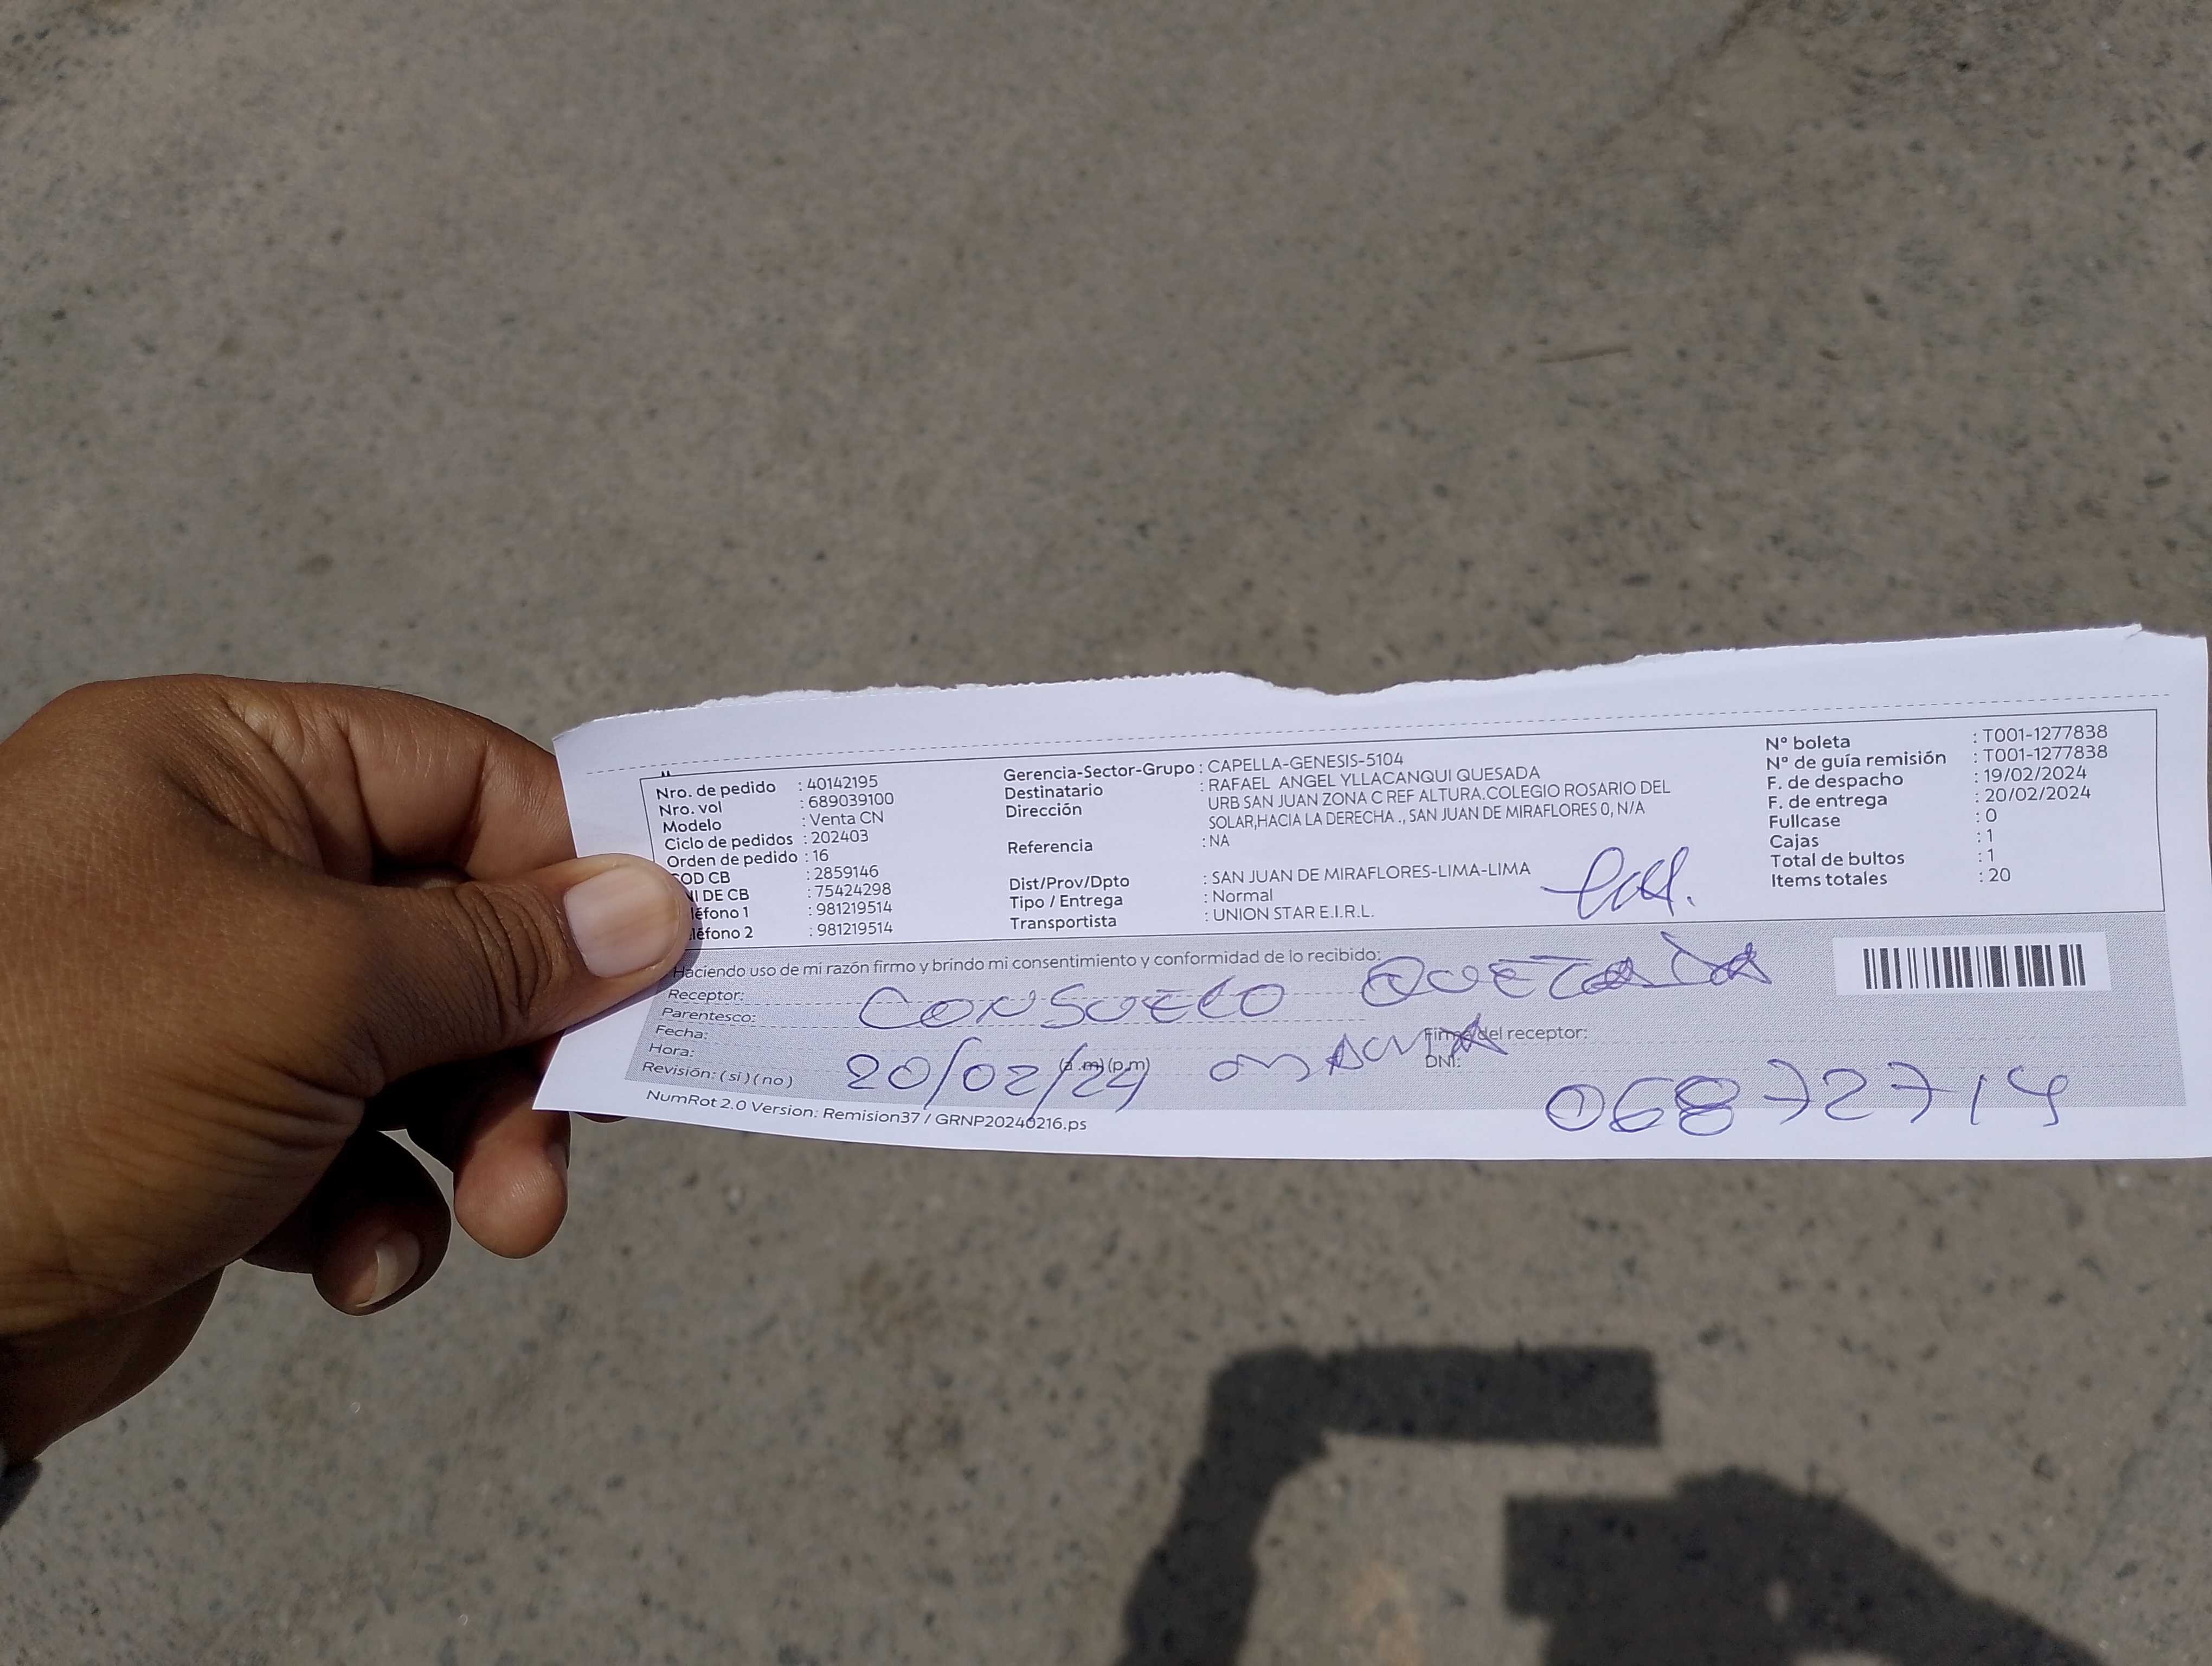 Nro. de pedido : 40142195
Nro. vol : 689039100
Modelo : Venta CN
Ciclo de pedidos : 202403
Orden de pedido : 16
OD CB : 2859146
NI DE CB : 75424298
léfono 1 : 981219514
léfono 2 : 981219514
Gerencia-Sector-Grupo : CAPELLA-GENESIS-5104
Destinatario : RAFAEL ANGEL YLLACANQUI QUESADA
Dirección : URB SAN JUAN ZONA C REF ALTURA.COLEGIO ROSARIO DEL
SOLAR,HACIA LA DERECHA ., SAN JUAN DE MIRAFLORES 0, N/A
Referencia : NA
Dist/Prov/Dpto : SAN JUAN DE MIRAFLORES-LIMA-LIMA
Tipo / Entrega : Normal
Transportista : UNION STAR E.I.R.L.
Nº boleta : T001-1277838
Nº de guía remisión : T001-1277838
F. de despacho : 19/02/2024
F. de entrega : 20/02/2024
Fullcase : 0
Cajas : 1
Total de bultos : 1
Items totales : 20
Haciendo uso de mi razón firmo y brindo mi consentimiento y conformidad de lo recibido:
Receptor: CONSUELO
Parentesco:
Fecha: 20/02/24
Hora: (a.m) (p.m)
Revisión: (si) (no)
Firma del receptor:
DNI: 06872714
NumRot 2.0 Version: Remision37 / GRNP20240216.ps